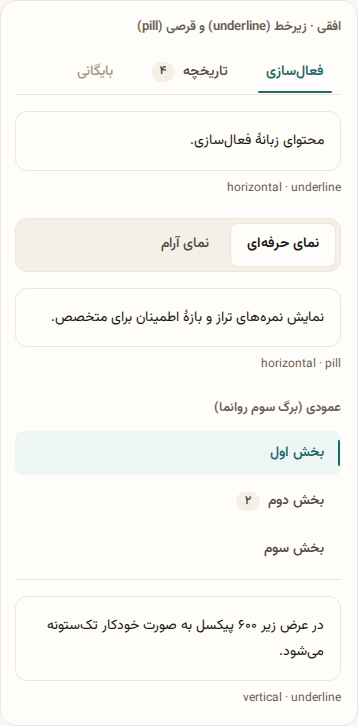 افقی · زیرخط (underline) و قرصی (pill)
فعال‌سازی
تاریخچه ۴
بایگانی
محتوای زبانهٔ فعال‌سازی.
horizontal · underline
نمای حرفه‌ای
نمای آرام
نمایش نمره‌های تراز و بازهٔ اطمینان برای متخصص.
horizontal · pill
عمودی (برگ سوم روانما)
بخش اول
بخش دوم ۲
بخش سوم
در عرض زیر ۶۰۰ پیکسل به صورت خودکار تک‌ستونه
می‌شود.
vertical · underline